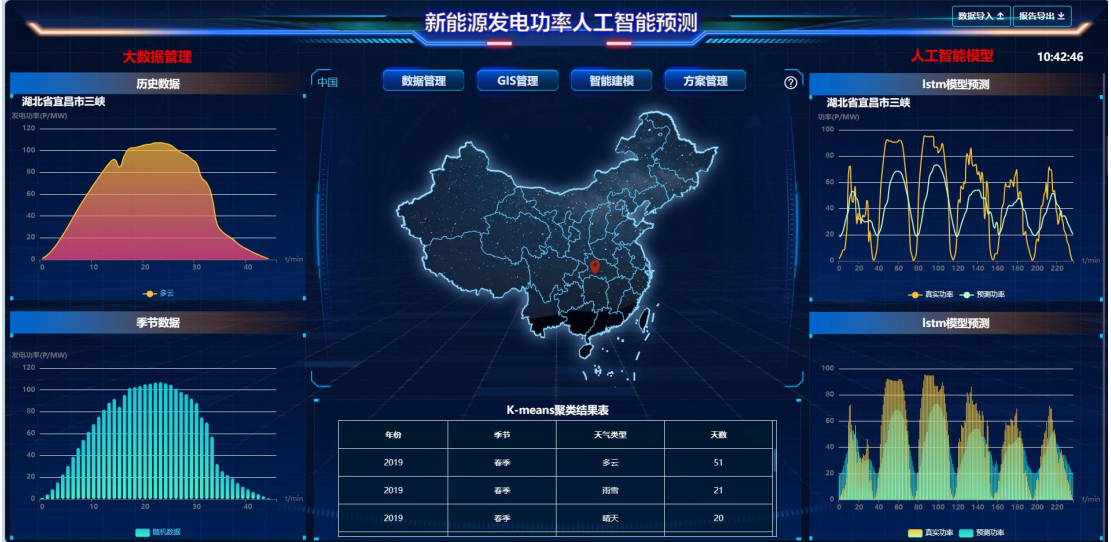 新能源发电功率人工智能预测
数据导入 报告导出
大数据管理
人工智能模型 10:42:46
历史数据
湖北省宜昌市三峡
发电功率(P/MW)
120
100
80
60
40
20
0
0 10 20 30 40 t/min
多云
季节数据
发电功率(P/MW)
120
100
80
60
40
20
0
0 10 20 30 40 t/min
随机数据
中国 数据管理 GIS管理 智能建模 方案管理 ?
K-means聚类结果表
年份 季节 天气类型 天数
2019 春季 多云 51
2019 春季 雨雪 21
2019 春季 晴天 20
lstm模型预测
湖北省宜昌市三峡
功率(P/MW)
100
80
60
40
20
0
0 20 40 60 80 100 120 140 160 180 200 220
真实功率 预测功率
lstm模型预测
100
80
60
40
20
0
0 20 40 60 80 100 120 140 160 180 200 220
真实功率 预测功率